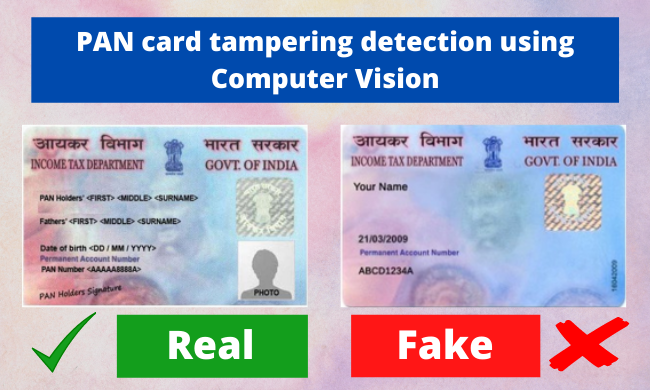 PAN card tampering detection using
Computer Vision
आयकर विभाग
भारत सरकार
INCOME TAX DEPARTMENT
GOVT. OF INDIA
PAN Holders' <FIRST> <MIDDLE> <SURNAME>
Fathers' <FIRST> <MIDDLE> <SURNAME>
Date of birth <DD / MM / YYYY>
Permanent Account Number
PAN Number <AAAAA8888A>
PAN Holders Signature
PHOTO
आयकर विभाग
भारत सरकार
INCOME TAX DEPARTMENT
GOVT. OF INDIA
Your Name
21/03/2009
Permanent Account Number
ABCD1234A
18042009
Real
Fake